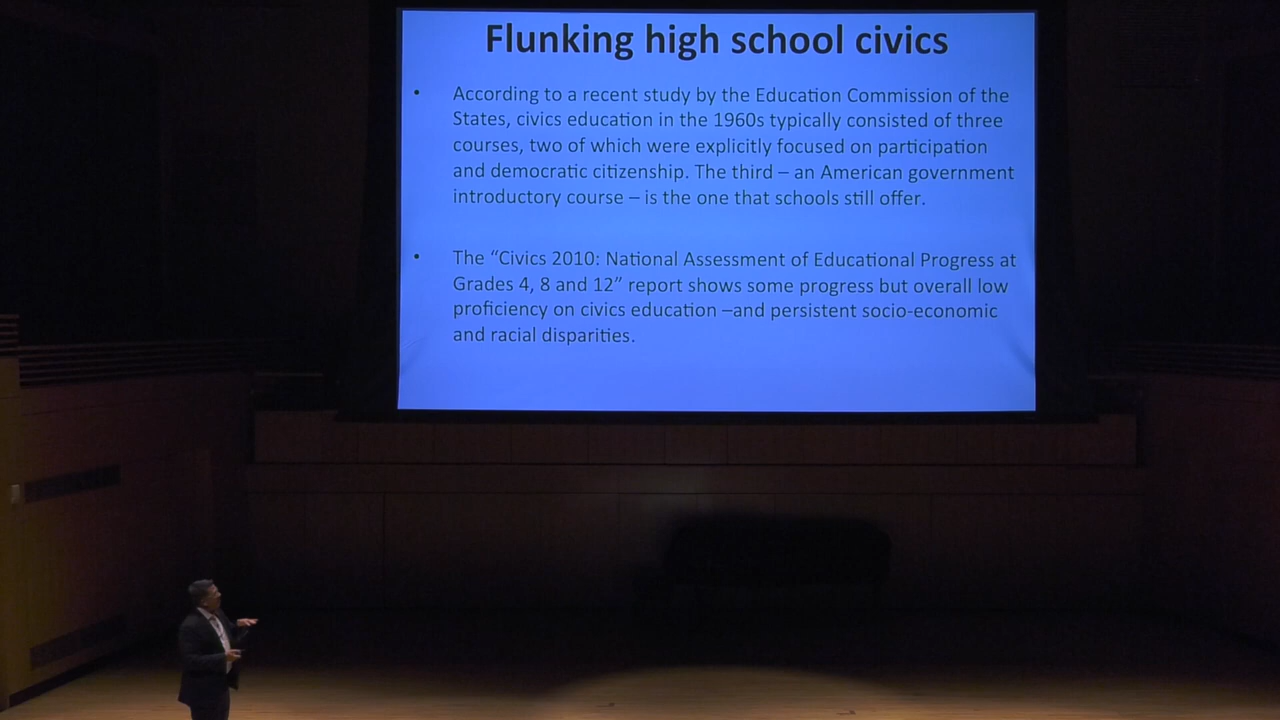 Flunking high school civics
• According to a recent study by the Education Commission of the
States, civics education in the 1960s typically consisted of three
courses, two of which were explicitly focused on participation
and democratic citizenship. The third – an American government
introductory course – is the one that schools still offer.
• The “Civics 2010: National Assessment of Educational Progress at
Grades 4, 8 and 12” report shows some progress but overall low
proficiency on civics education –and persistent socio-economic
and racial disparities.